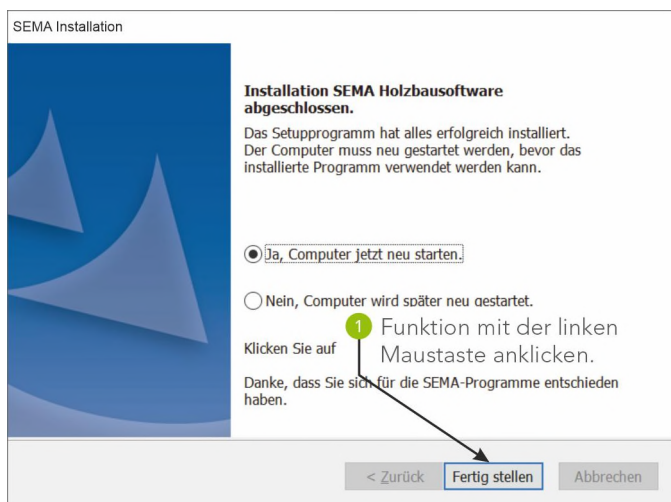 SEMA Installation
Installation SEMA Holzbausoftware
abgeschlossen.
Das Setupprogramm hat alles erfolgreich installiert.
Der Computer muss neu gestartet werden, bevor das
installierte Programm verwendet werden kann.
Ja, Computer jetzt neu starten.
Nein, Computer wird später neu gestartet.
1 Funktion mit der linken
Maustaste anklicken.
Klicken Sie auf
Danke, dass Sie sich für die SEMA-Programme entschieden
haben.
< Zurück Fertig stellen Abbrechen